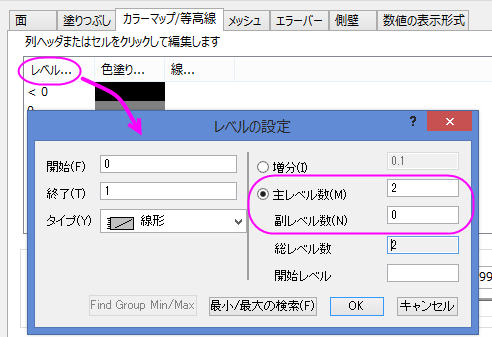 面 塗りつぶし カラーマップ/等高線 メッシュ エラーバー 側壁 数値の表示形式
列ヘッダまたはセルをクリックして編集します
レベル... 色塗り... 線...
< 0
レベルの設定 ? ×
開始(F) 0
増分(I) 0.1
終了(T) 1
主レベル数(M) 2
タイプ(Y) 線形
副レベル数(N) 0
総レベル数 2
開始レベル
Find Group Min/Max 最小/最大の検索(F) OK キャンセル